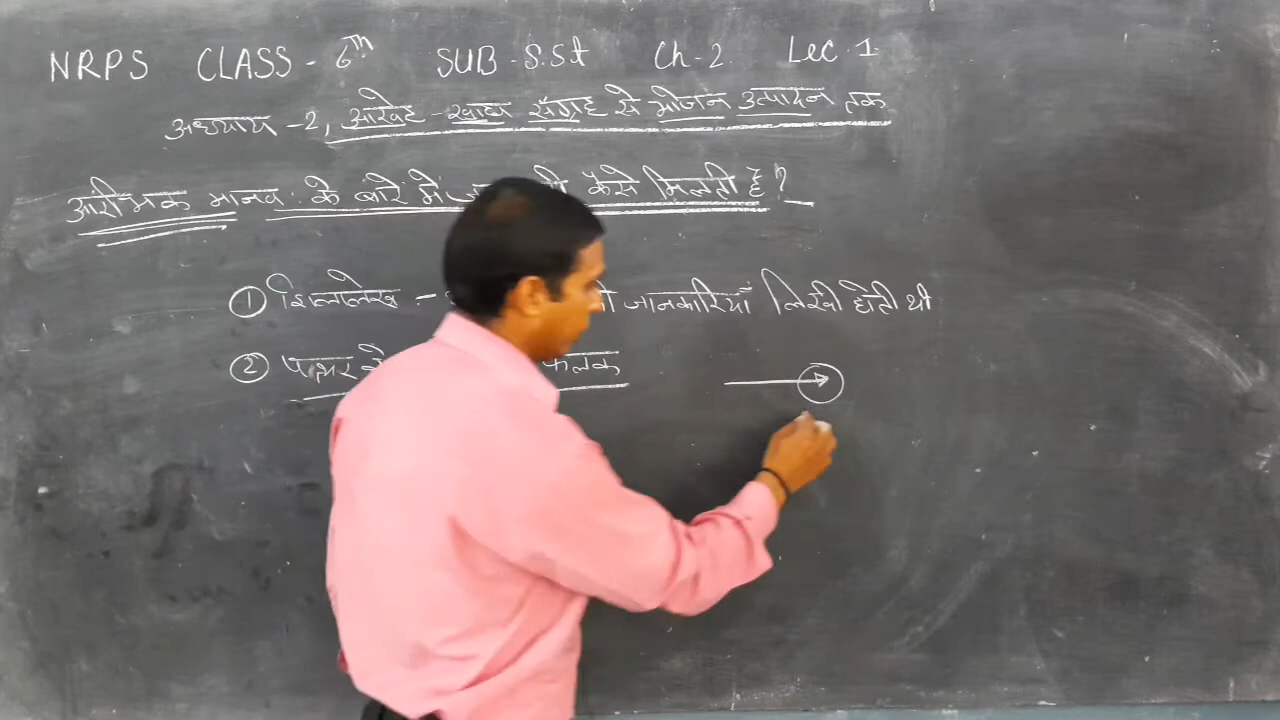 NRPS CLASS - 6th SUB - S.St Ch - 2. Lec. 1
अध्याय - 2, आखेट - खाद्य संग्रह से भोजन उत्पादन तक
आरंभिक मानव के बारे में कैसे मिलती है ?
① शिलालेख - जानकारियाँ लिखी होती थी
② पत्थर के फलक